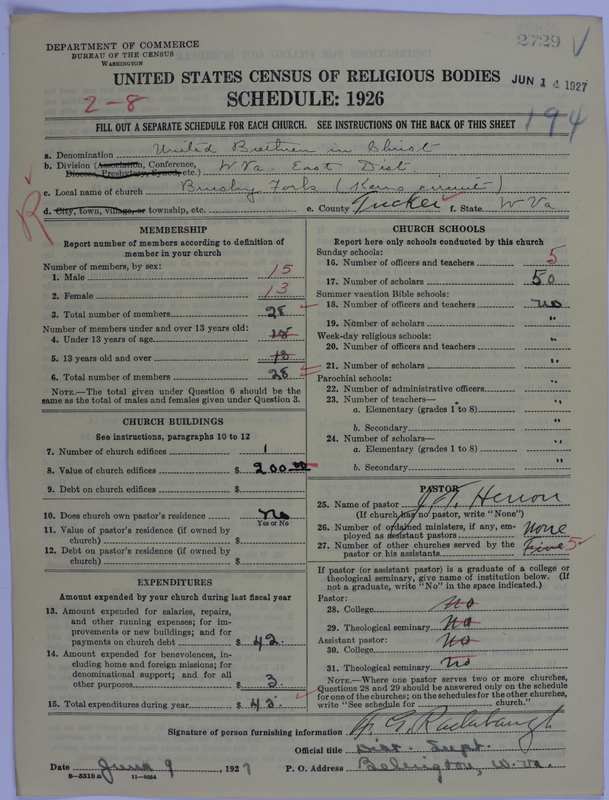 DEPARTMENT OF COMMERCE
BUREAU OF THE CENSUS
WASHINGTON
2729
UNITED STATES CENSUS OF RELIGIOUS BODIES
JUN 14 1927
2-8
SCHEDULE: 1926
194
FILL OUT A SEPARATE SCHEDULE FOR EACH CHURCH. SEE INSTRUCTIONS ON THE BACK OF THIS SHEET
a. Denomination United Brethren in Christ
b. Division (Association, Conference, Diocese, Presbytery, Synod, etc.) W Va. East Dist.
c. Local name of church Brushy Fork (Kerns circuit)
R
d. City, town, village, or township, etc. e. County Tucker f. State W Va
MEMBERSHIP
Report number of members according to definition of
member in your church
Number of members, by sex:
1. Male 15
2. Female 13
3. Total number of members 28
Number of members under and over 13 years old:
4. Under 13 years of age 15
5. 13 years old and over 13
6. Total number of members 28
NOTE.—The total given under Question 6 should be the
same as the total of males and females given under Question 3.
CHURCH BUILDINGS
See instructions, paragraphs 10 to 12
7. Number of church edifices 1
8. Value of church edifices $ 200.00
9. Debt on church edifices $
10. Does church own pastor's residence No
Yes or No
11. Value of pastor's residence (if owned by
church) $
12. Debt on pastor's residence (if owned by
church) $
EXPENDITURES
Amount expended by your church during last fiscal year
13. Amount expended for salaries, repairs,
and other running expenses; for im-
provements or new buildings; and for
payments on church debt $ 42.
14. Amount expended for benevolences, in-
cluding home and foreign missions; for
denominational support; and for all
other purposes $ 3.
15. Total expenditures during year $ 45.
CHURCH SCHOOLS
Report here only schools conducted by this church
Sunday schools:
16. Number of officers and teachers 5
17. Number of scholars 50
Summer vacation Bible schools:
18. Number of officers and teachers no
19. Number of scholars "
Week-day religious schools:
20. Number of officers and teachers "
21. Number of scholars "
Parochial schools:
22. Number of administrative officers "
23. Number of teachers—
a. Elementary (grades 1 to 8) "
b. Secondary "
24. Number of scholars—
a. Elementary (grades 1 to 8) "
b. Secondary "
PASTOR
25. Name of pastor
(If church has no pastor, write "None")
26. Number of ordained ministers, if any, em-
ployed as assistant pastors none
27. Number of other churches served by the
pastor or his assistants Five 5
If pastor (or assistant pastor) is a graduate of a college or
theological seminary, give name of institution below. (If
not a graduate, write "No" in the space indicated.)
Pastor:
28. College no
29. Theological seminary No
Assistant pastor:
30. College No
31. Theological seminary no
NOTE.—Where one pastor serves two or more churches,
Questions 28 and 29 should be answered only on the schedule
for one of the churches; on the schedules for the other churches,
write "See schedule for church."
Signature of person furnishing information
Official title Dist. Supt.
Date June 9, 1927 P. O. Address Belington, W. Va.
8—5519 a 11—9034